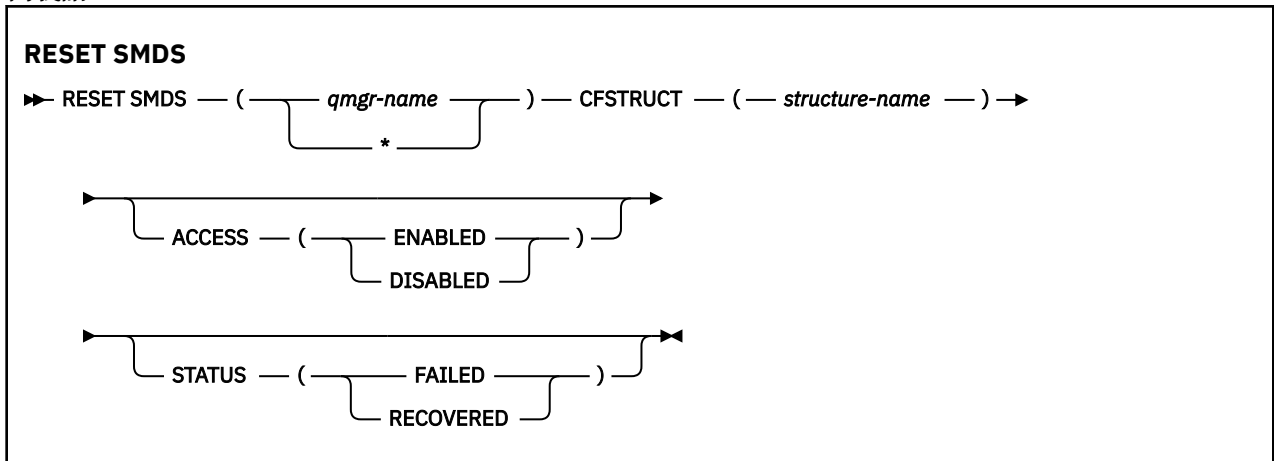 RESET SMDS
RESET SMDS ( qmgr-name ) CFSTRUCT ( structure-name )
*
ACCESS ( ENABLED )
DISABLED
STATUS ( FAILED )
RECOVERED